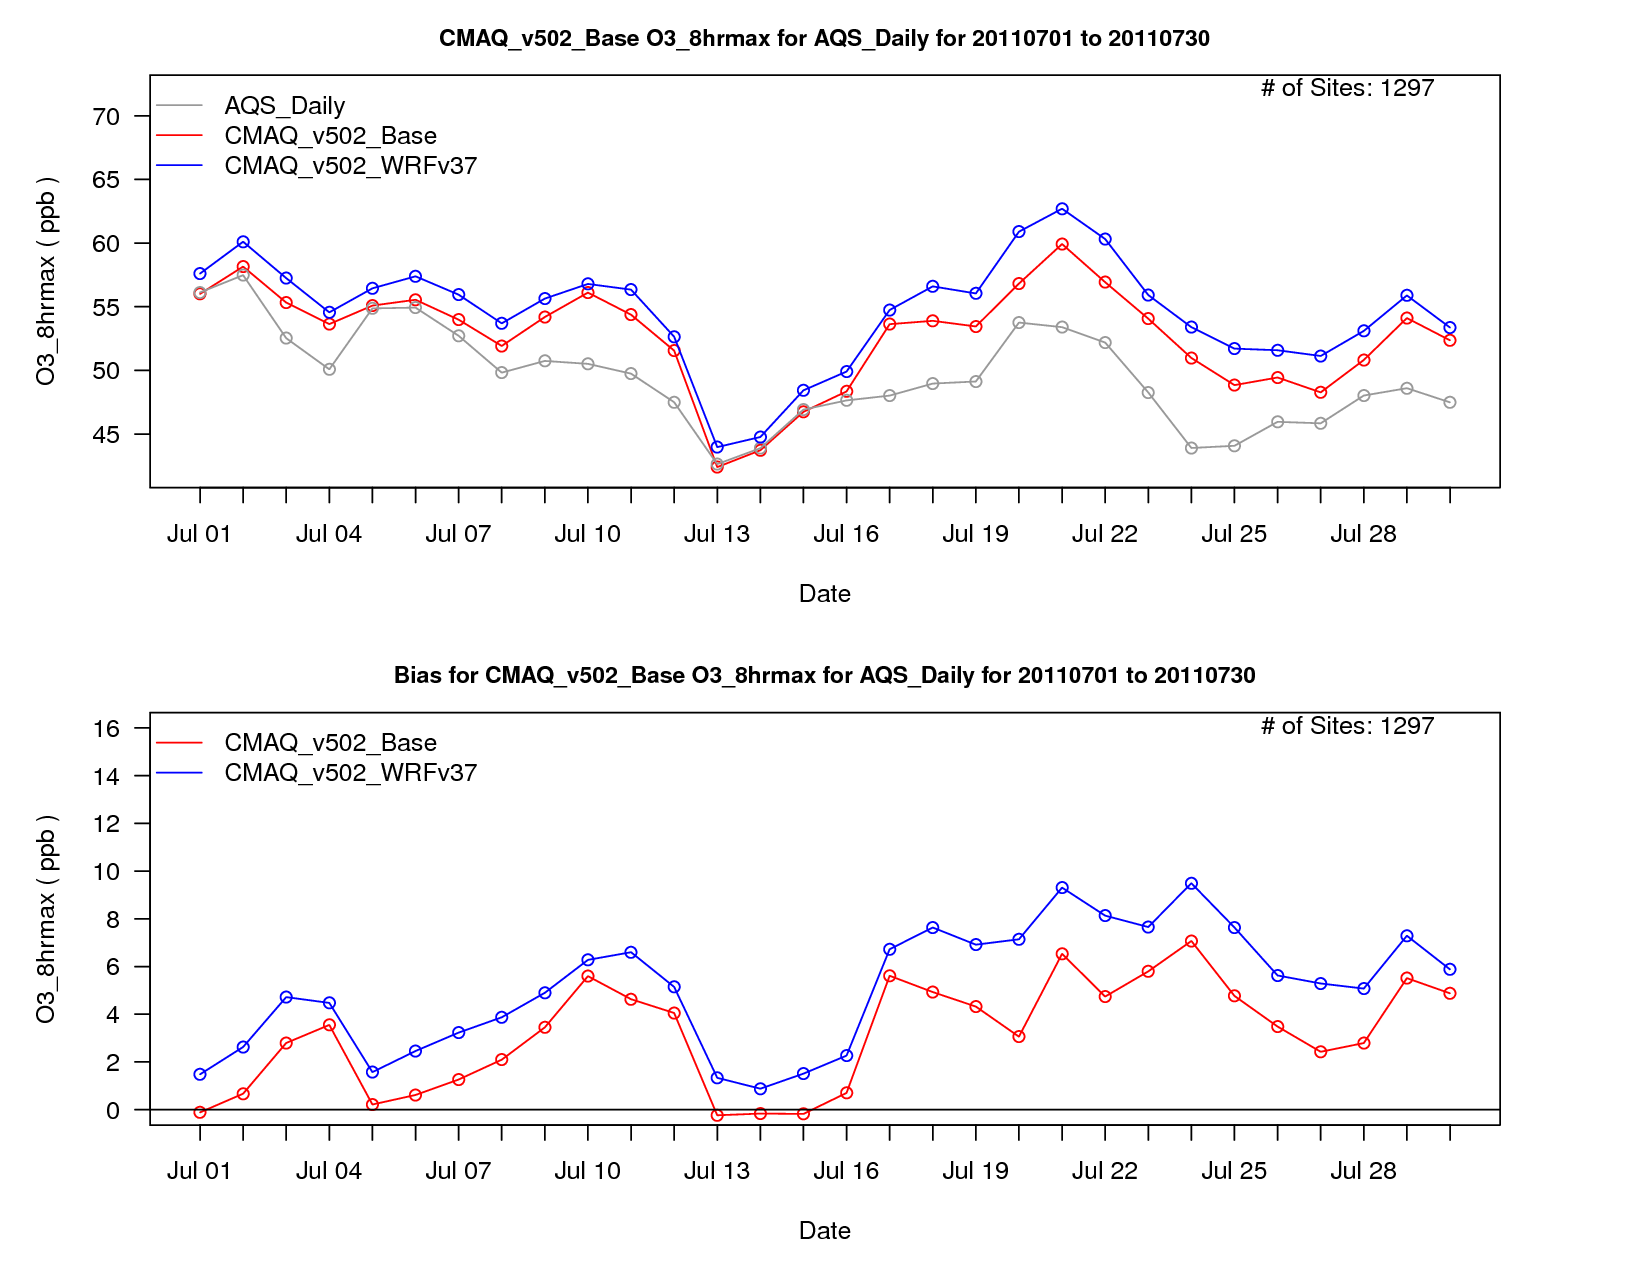 CMAQ_v502_Base O3_8hrmax for AQS_Daily for 20110701 to 20110730
# of Sites: 1297
AQS_Daily
CMAQ_v502_Base
CMAQ_v502_WRFv37
O3_8hrmax ( ppb )
70
65
60
55
50
45
Jul 01 Jul 04 Jul 07 Jul 10 Jul 13 Jul 16 Jul 19 Jul 22 Jul 25 Jul 28
Date
Bias for CMAQ_v502_Base O3_8hrmax for AQS_Daily for 20110701 to 20110730
# of Sites: 1297
CMAQ_v502_Base
CMAQ_v502_WRFv37
O3_8hrmax ( ppb )
16
14
12
10
8
6
4
2
0
Jul 01 Jul 04 Jul 07 Jul 10 Jul 13 Jul 16 Jul 19 Jul 22 Jul 25 Jul 28
Date